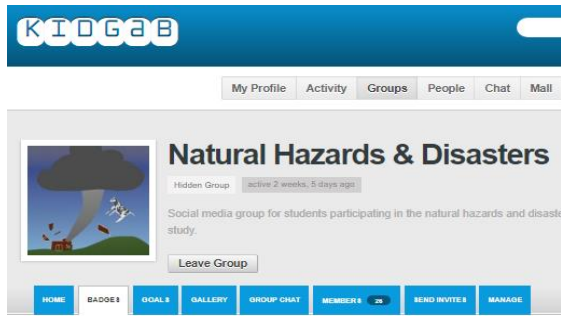 KIDGaB
My Profile Activity Groups People Chat Mall
Natural Hazards & Disasters
Hidden Group active 2 weeks, 5 days ago
Social media group for students participating in the natural hazards and disaste
study.
Leave Group
HOME BADGES GOALS GALLERY GROUP CHAT MEMBERS 26 SEND INVITES MANAGE